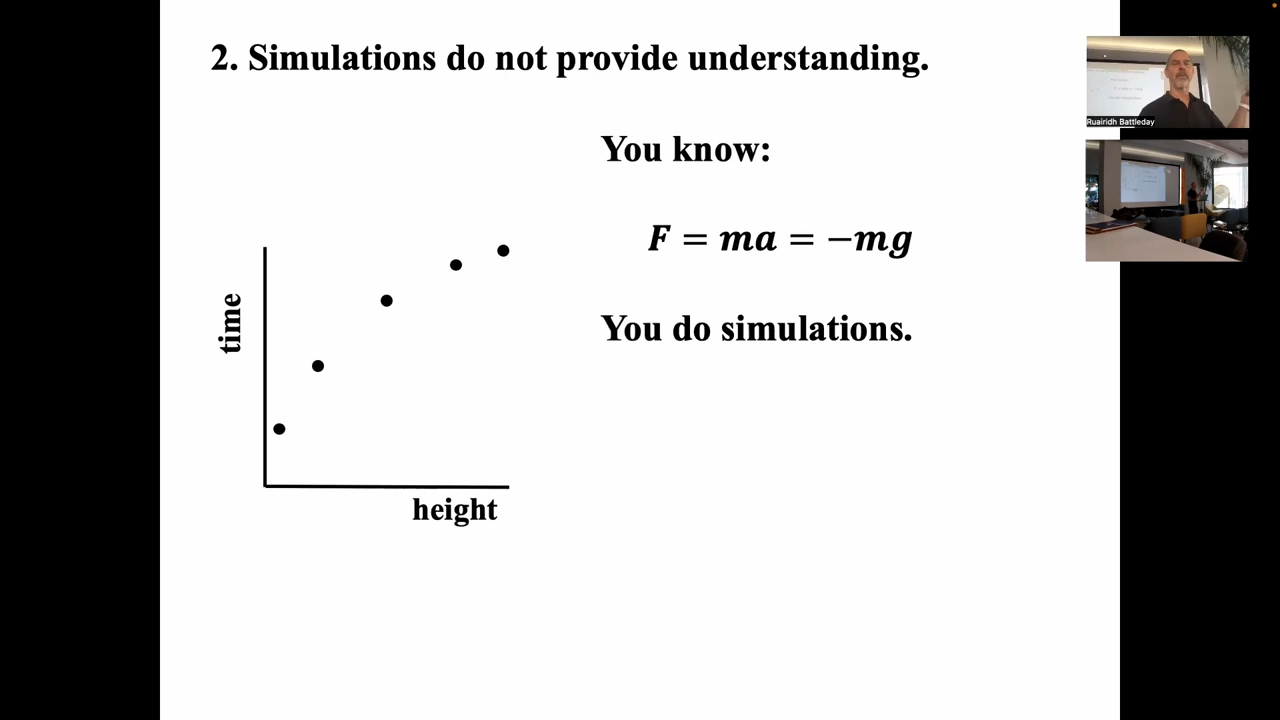 2. Simulations do not provide understanding.
You know:
F = ma = −mg
You do simulations.
time
height
Ruairidh Battleday